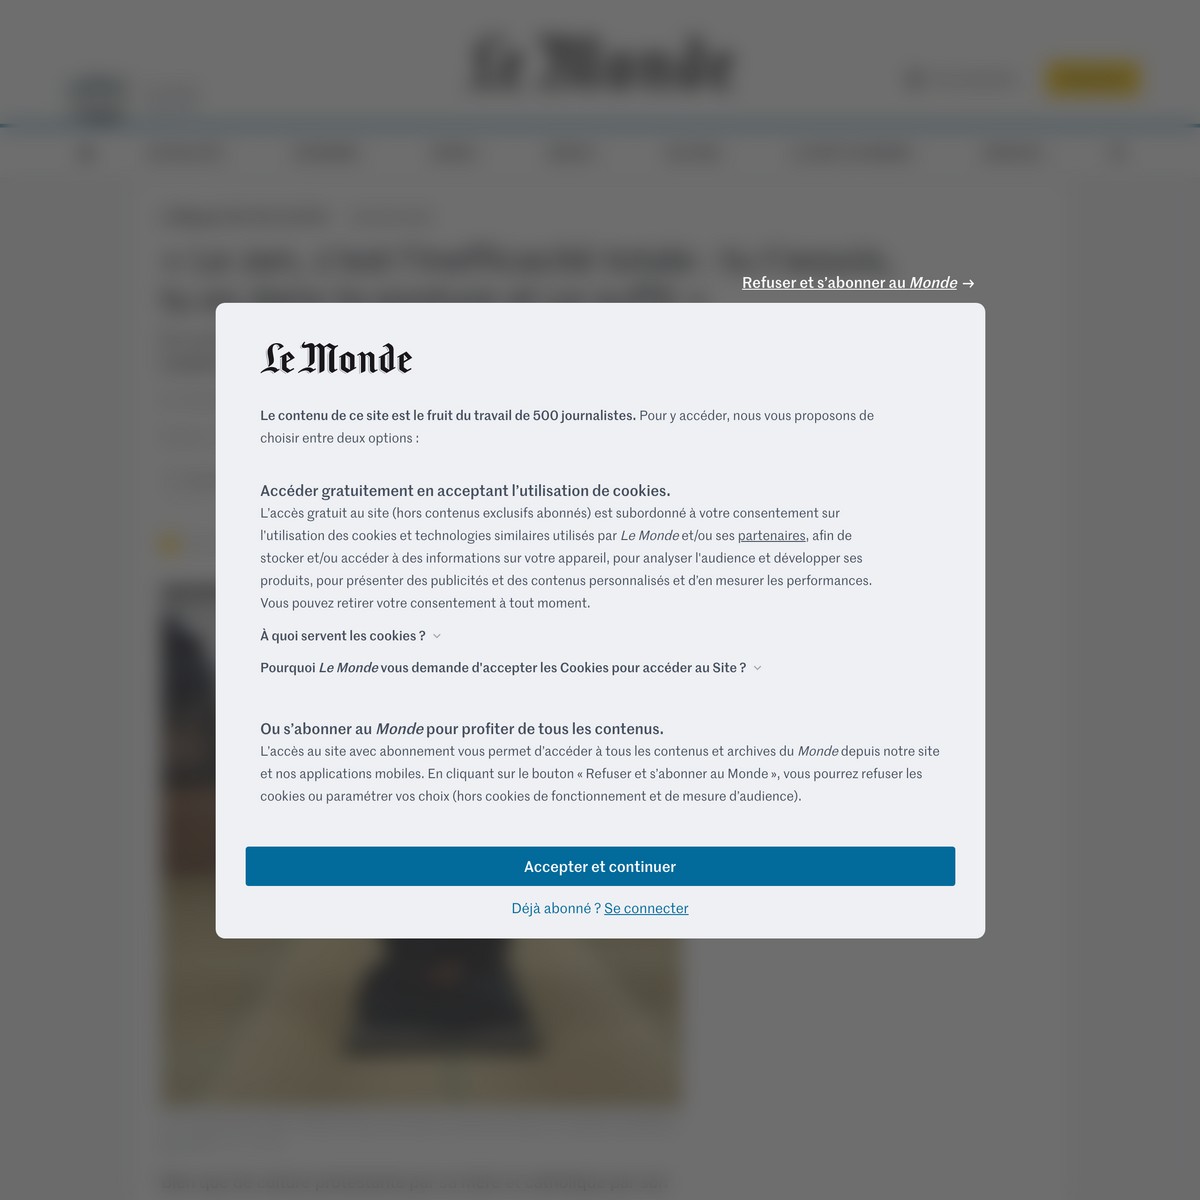 Le Monde
Refuser et s’abonner au Monde →
Le Monde
Le contenu de ce site est le fruit du travail de 500 journalistes. Pour y accéder, nous vous proposons de
choisir entre deux options :
Accéder gratuitement en acceptant l’utilisation de cookies.
L’accès gratuit au site (hors contenus exclusifs abonnés) est subordonné à votre consentement sur
l’utilisation des cookies et technologies similaires utilisés par Le Monde et/ou ses partenaires, afin de
stocker et/ou accéder à des informations sur votre appareil, pour analyser l’audience et développer ses
produits, pour présenter des publicités et des contenus personnalisés et d’en mesurer les performances.
Vous pouvez retirer votre consentement à tout moment.
À quoi servent les cookies ?
Pourquoi Le Monde vous demande d’accepter les Cookies pour accéder au Site ?
Ou s’abonner au Monde pour profiter de tous les contenus.
L’accès au site avec abonnement vous permet d’accéder à tous les contenus et archives du Monde depuis notre site
et nos applications mobiles. En cliquant sur le bouton « Refuser et s’abonner au Monde », vous pourrez refuser les
cookies ou paramétrer vos choix (hors cookies de fonctionnement et de mesure d’audience).
Accepter et continuer
Déjà abonné ? Se connecter